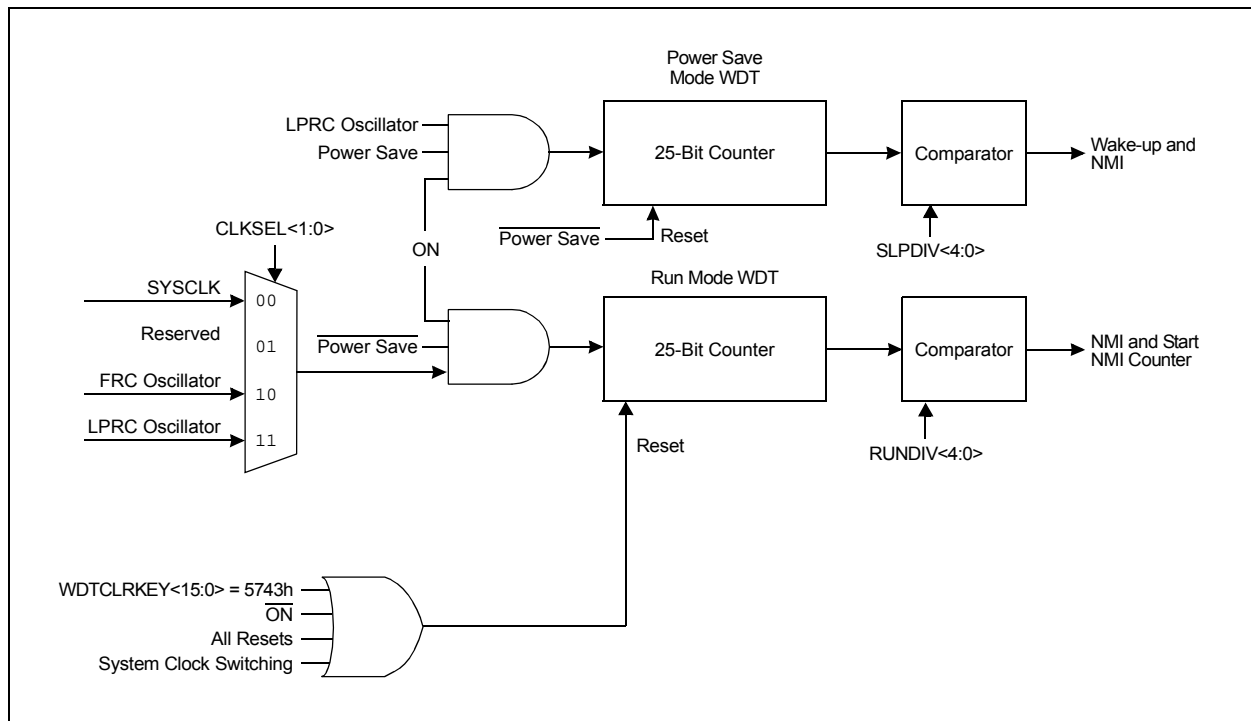 Power Save
Mode WDT
LPRC Oscillator
Power Save
25-Bit Counter
Comparator
Wake-up and
NMI
CLKSEL<1:0>
ON
Power Save
Reset
SLPDIV<4:0>
Run Mode WDT
SYSCLK
00
Reserved
01
Power Save
25-Bit Counter
Comparator
NMI and Start
NMI Counter
FRC Oscillator
10
LPRC Oscillator
11
Reset
RUNDIV<4:0>
WDTCLRKEY<15:0> = 5743h
ON
All Resets
System Clock Switching